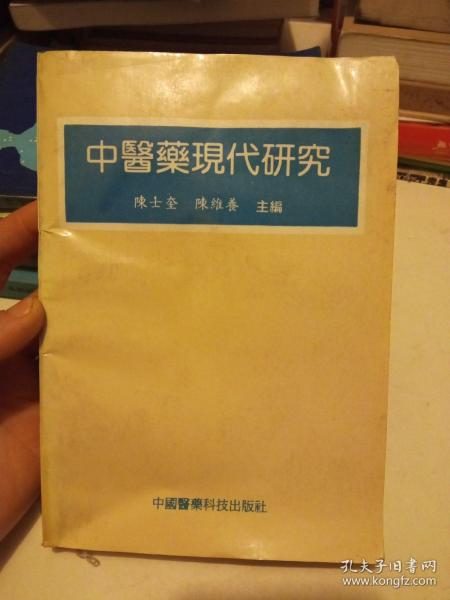 中醫藥現代研究
陳士奎 陳維養 主編
中國醫藥科技出版社
孔夫子旧书网
www.kongfz.com